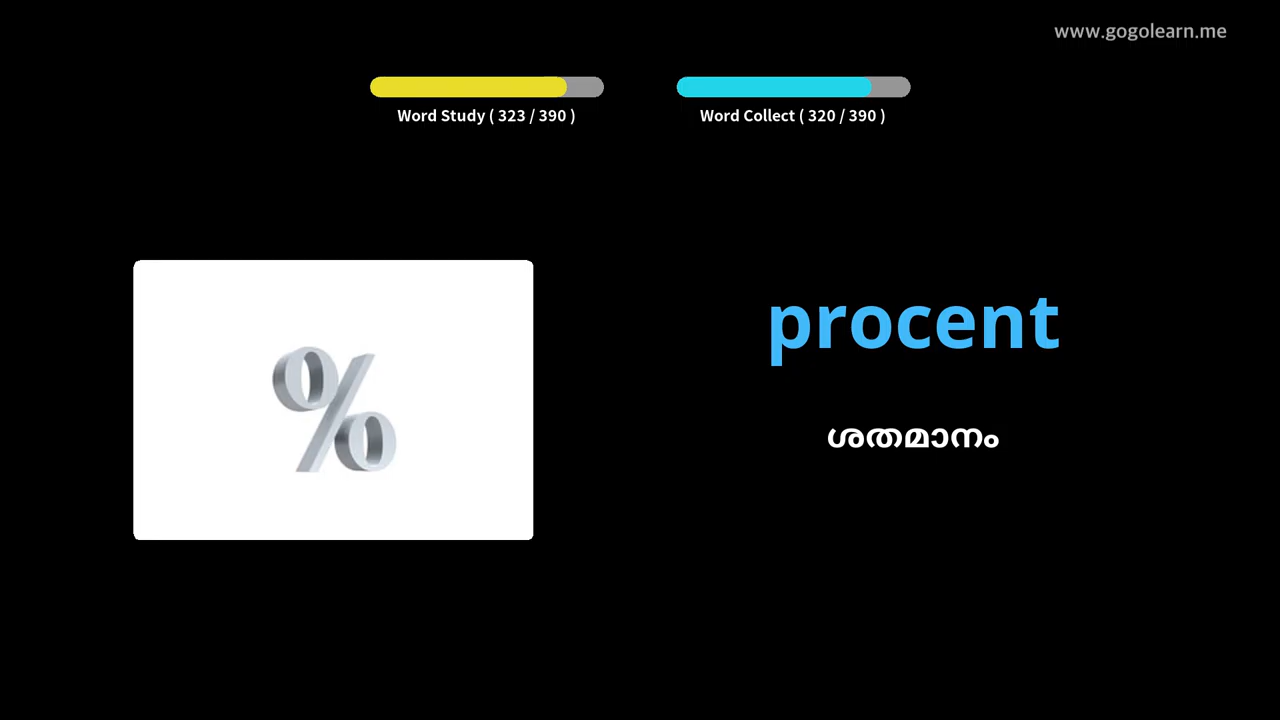 www.gogolearn.me
Word Study ( 323 / 390 )
Word Collect ( 320 / 390 )
%
procent
ശതമാനം